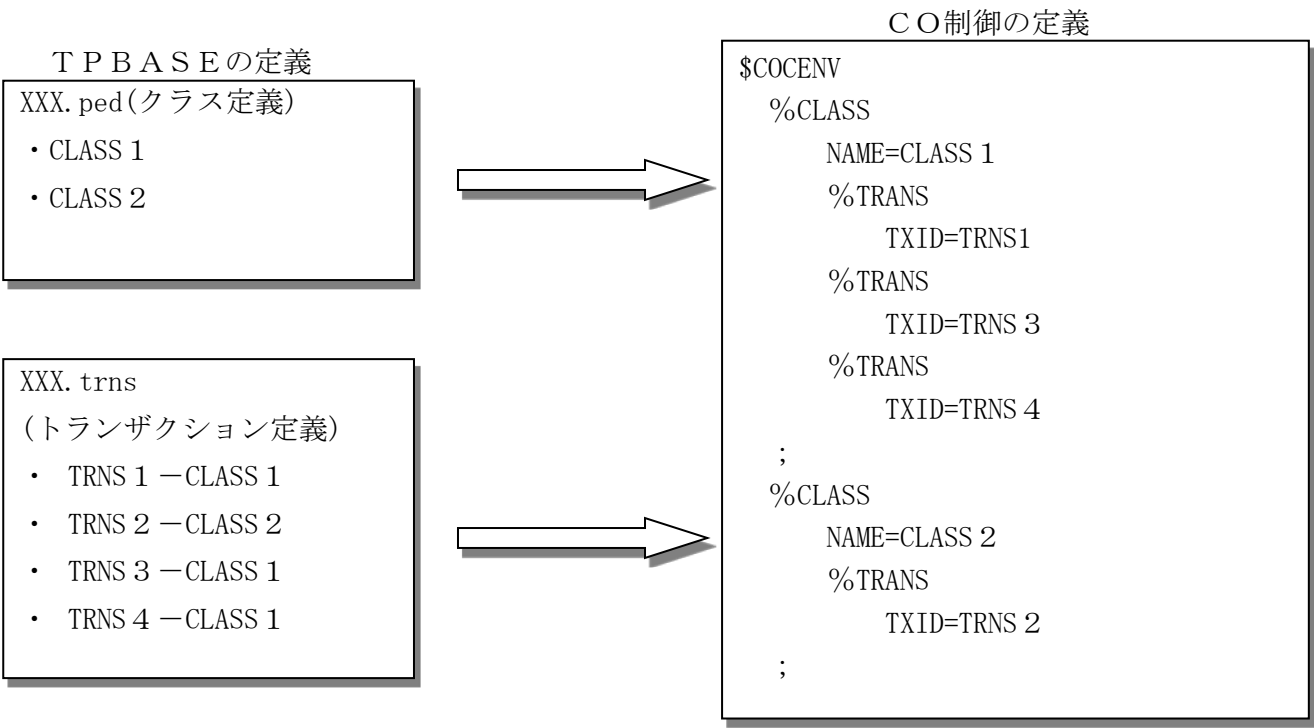 ＴＰＢＡＳＥの定義
XXX.ped(クラス定義)
・CLASS１
・CLASS２
XXX.trns
(トランザクション定義)
・ TRNS１－CLASS１
・ TRNS２－CLASS２
・ TRNS３－CLASS１
・ TRNS４－CLASS１
ＣＯ制御の定義
$COCENV
％CLASS
NAME=CLASS１
％TRANS
TXID=TRNS1
％TRANS
TXID=TRNS３
％TRANS
TXID=TRNS４
;
％CLASS
NAME=CLASS２
％TRANS
TXID=TRNS２
;